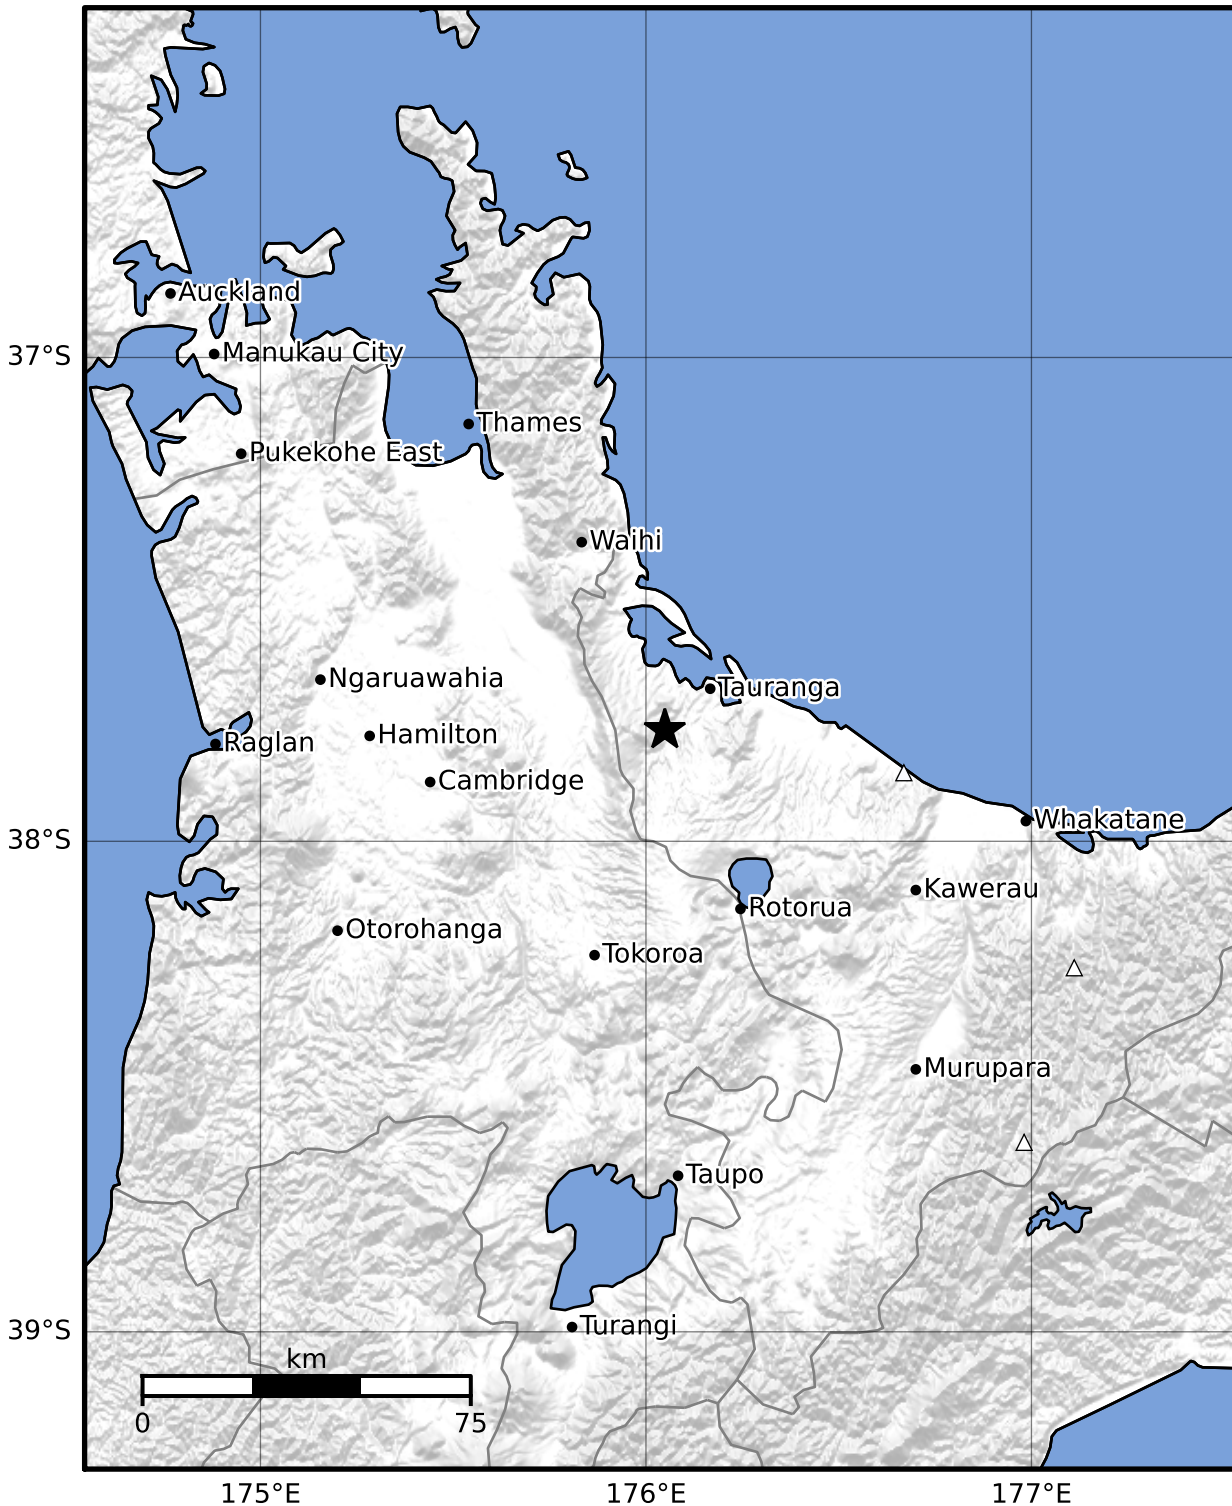 Auckland
37°S
Manukau City
Thames
Pukekohe East
Waihi
Ngaruawahia
Tauranga
Raglan
Hamilton
Cambridge
38°S
Whakatane
Kawerau
Rotorua
Otorohanga
Tokoroa
Murupara
Taupo
39°S
Turangi
km
0 75
175°E 176°E 177°E